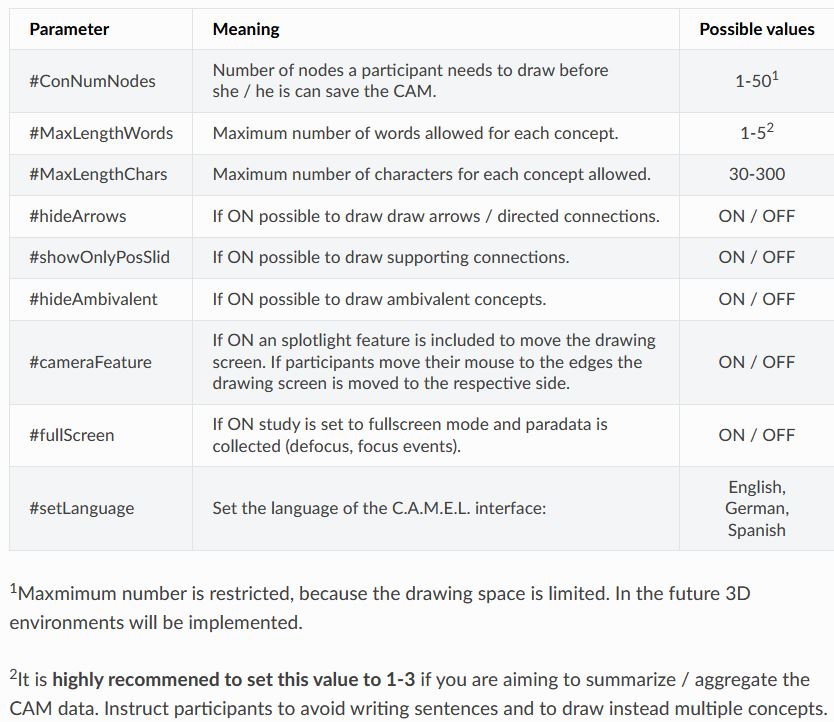 Parameter Meaning Possible values
#ConNumNodes Number of nodes a participant needs to draw before she / he is can save the CAM. 1-50¹
#MaxLengthWords Maximum number of words allowed for each concept. 1-5²
#MaxLengthChars Maximum number of characters for each concept allowed. 30-300
#hideArrows If ON possible to draw draw arrows / directed connections. ON / OFF
#showOnlyPosSlid If ON possible to draw supporting connections. ON / OFF
#hideAmbivalent If ON possible to draw ambivalent concepts. ON / OFF
#cameraFeature If ON an splotlight feature is included to move the drawing screen. If participants move their mouse to the edges the drawing screen is moved to the respective side. ON / OFF
#fullScreen If ON study is set to fullscreen mode and paradata is collected (defocus, focus events). ON / OFF
#setLanguage Set the language of the C.A.M.E.L. interface: English, German, Spanish
¹Maxmimum number is restricted, because the drawing space is limited. In the future 3D
environments will be implemented.
²It is highly recommened to set this value to 1-3 if you are aiming to summarize / aggregate the
CAM data. Instruct participants to avoid writing sentences and to draw instead multiple concepts.